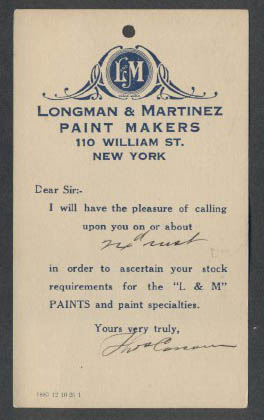 L&M
LONGMAN & MARTINEZ
PAINT MAKERS
110 WILLIAM ST.
NEW YORK
Dear Sir:-
I will have the pleasure of calling
upon you on or about
in order to ascertain your stock
requirements for the "L & M"
PAINTS and paint specialties.
Yours very truly,